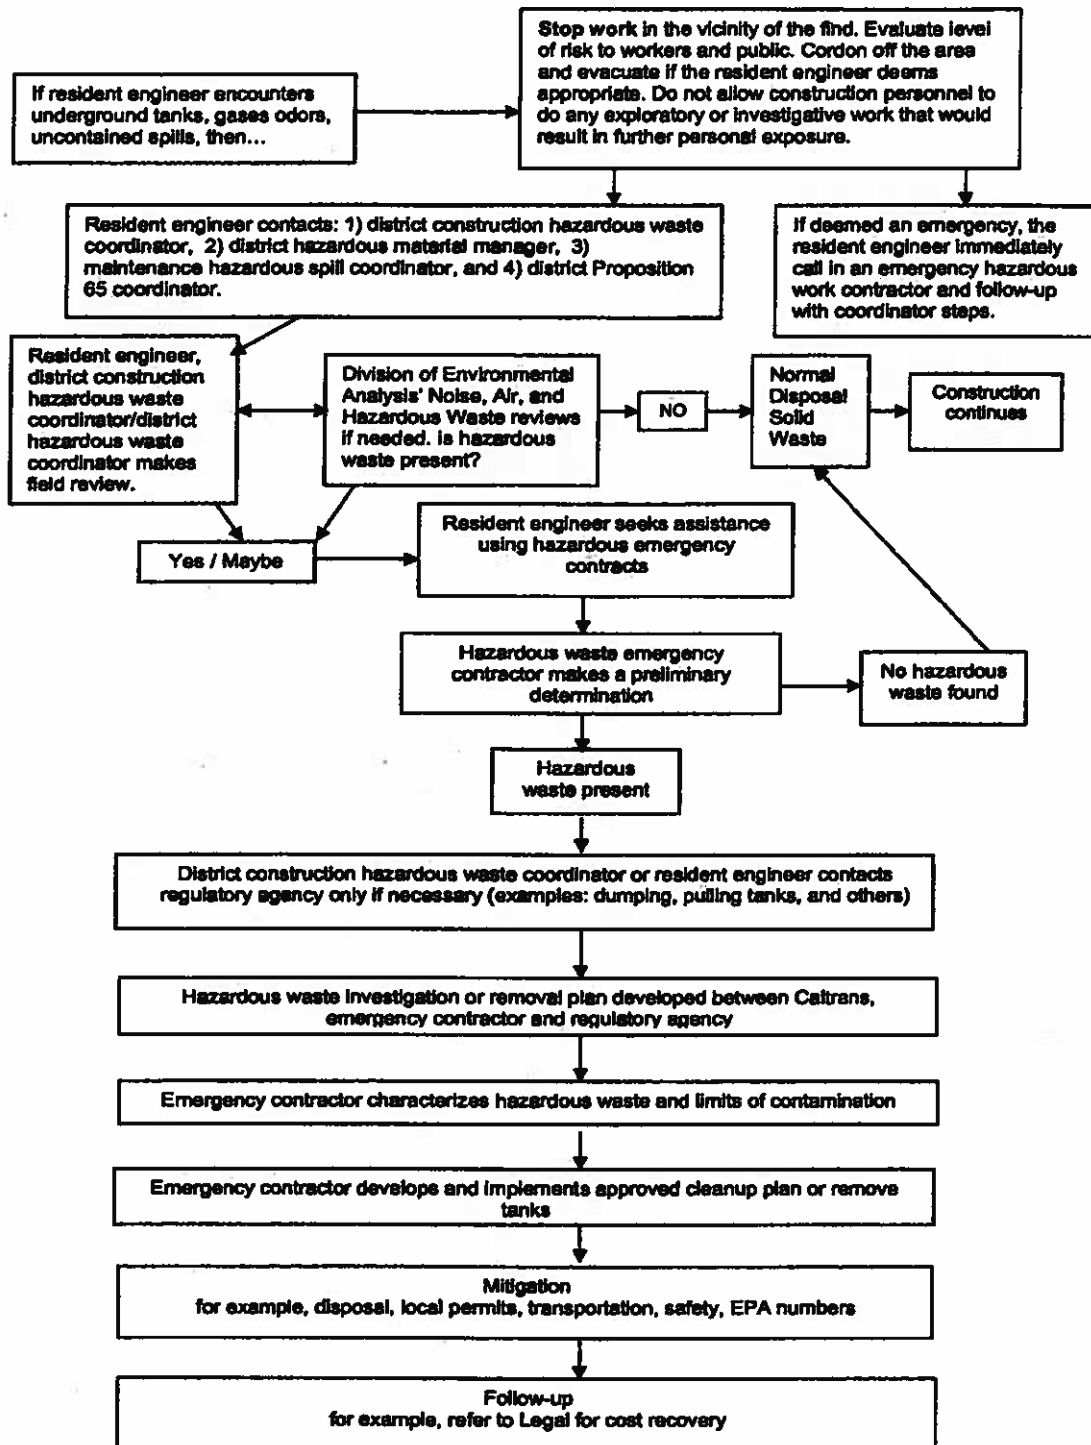 Stop work in the vicinity of the find. Evaluate level
of risk to workers and public. Cordon off the area
and evacuate if the resident engineer deems
appropriate. Do not allow construction personnel to
do any exploratory or investigative work that would
result in further personal exposure.
If resident engineer encounters
underground tanks, gases odors,
uncontained spills, then...
Resident engineer contacts: 1) district construction hazardous waste
coordinator, 2) district hazardous material manager, 3)
maintenance hazardous spill coordinator, and 4) district Proposition
65 coordinator.
If deemed an emergency, the
resident engineer immediately
call in an emergency hazardous
work contractor and follow-up
with coordinator steps.
Resident engineer,
district construction
hazardous waste
coordinator/district
hazardous waste
coordinator makes
field review.
Division of Environmental
Analysis' Noise, Air, and
Hazardous Waste reviews
if needed. is hazardous
waste present?
NO
Normal
Disposal
Solid
Waste
Construction
continues
Yes / Maybe
Resident engineer seeks assistance
using hazardous emergency
contracts
Hazardous waste emergency
contractor makes a preliminary
determination
No hazardous
waste found
Hazardous
waste present
District construction hazardous waste coordinator or resident engineer contacts
regulatory agency only if necessary (examples: dumping, pulling tanks, and others)
Hazardous waste investigation or removal plan developed between Caltrans,
emergency contractor and regulatory agency
Emergency contractor characterizes hazardous waste and limits of contamination
Emergency contractor develops and implements approved cleanup plan or remove
tanks
Mitigation
for example, disposal, local permits, transportation, safety, EPA numbers
Follow-up
for example, refer to Legal for cost recovery